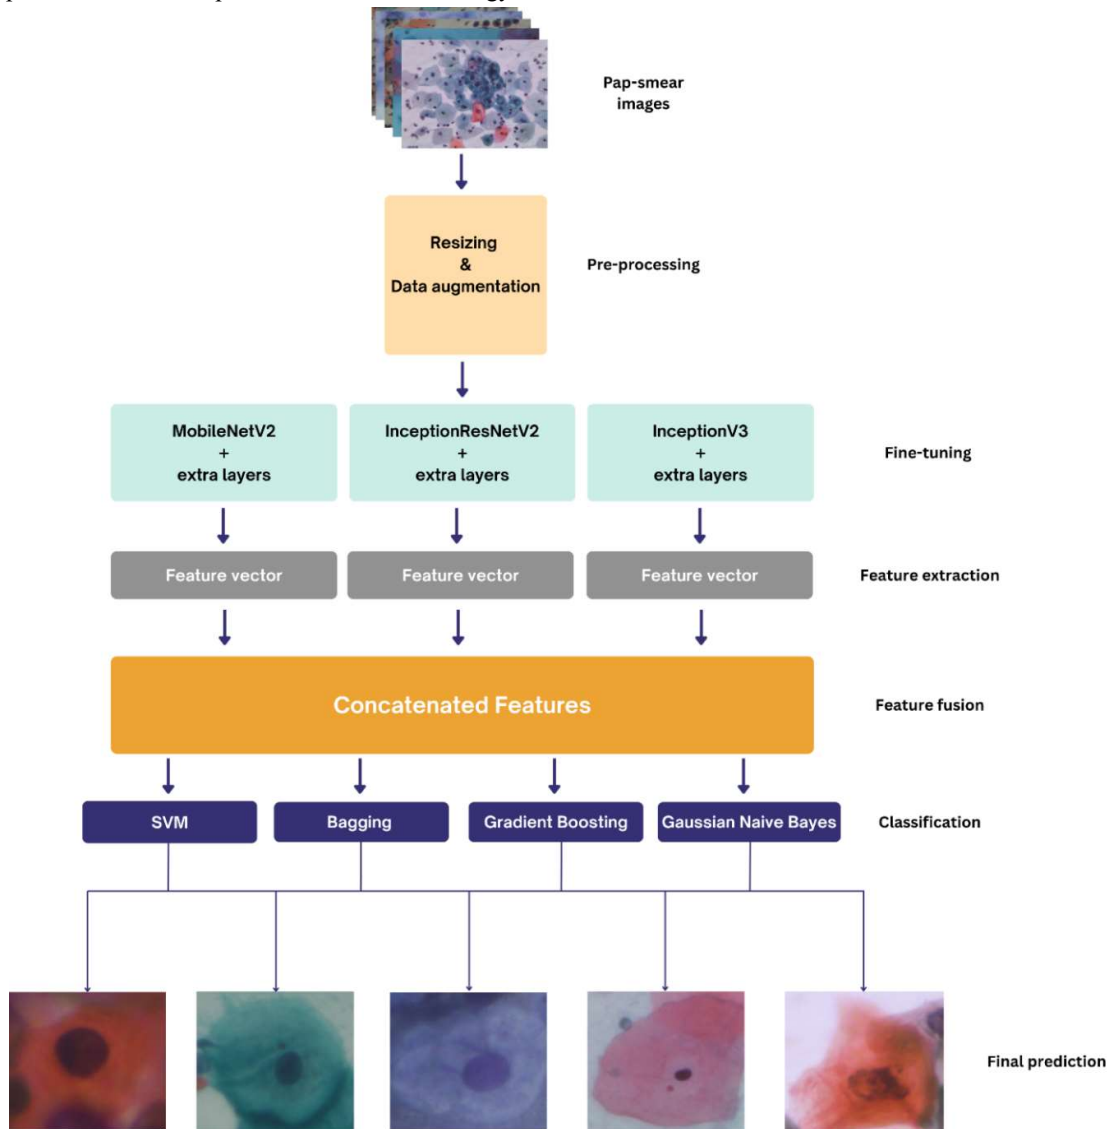 Pap-smear
images
Resizing
&
Data augmentation
Pre-processing
MobileNetV2
+
extra layers
InceptionResNetV2
+
extra layers
InceptionV3
+
extra layers
Fine-tuning
Feature vector
Feature vector
Feature vector
Feature extraction
Concatenated Features
Feature fusion
SVM
Bagging
Gradient Boosting
Gaussian Naive Bayes
Classification
Final prediction